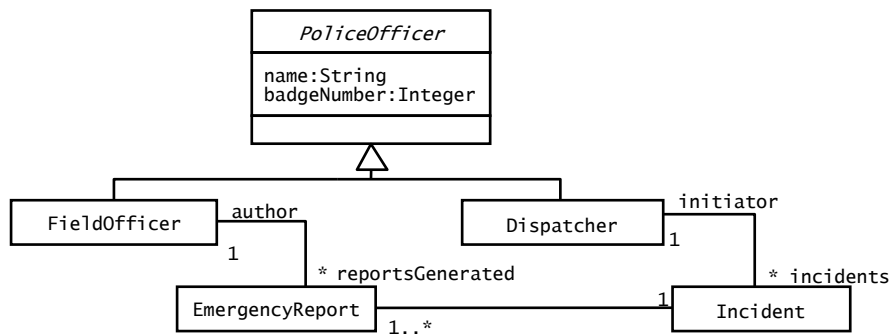 PoliceOfficer
name:String
badgeNumber:Integer
FieldOfficer
author
1
Dispatcher
initiator
1
* reportsGenerated
* incidents
EmergencyReport
1..*
1
Incident